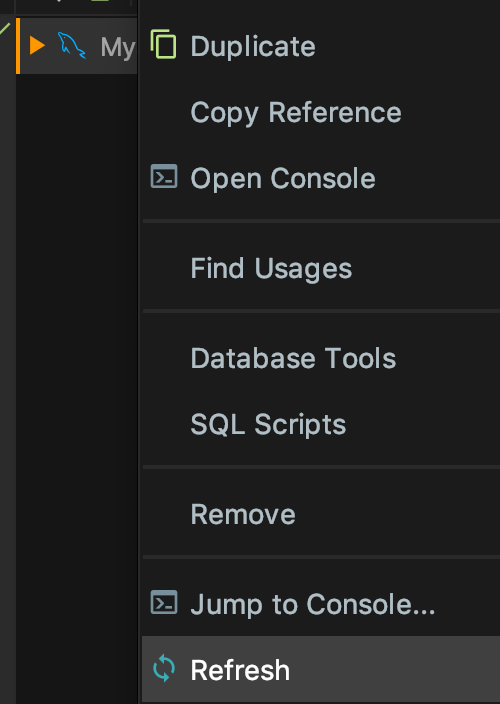 My
Duplicate
Copy Reference
Open Console
Find Usages
Database Tools
SQL Scripts
Remove
Jump to Console...
Refresh